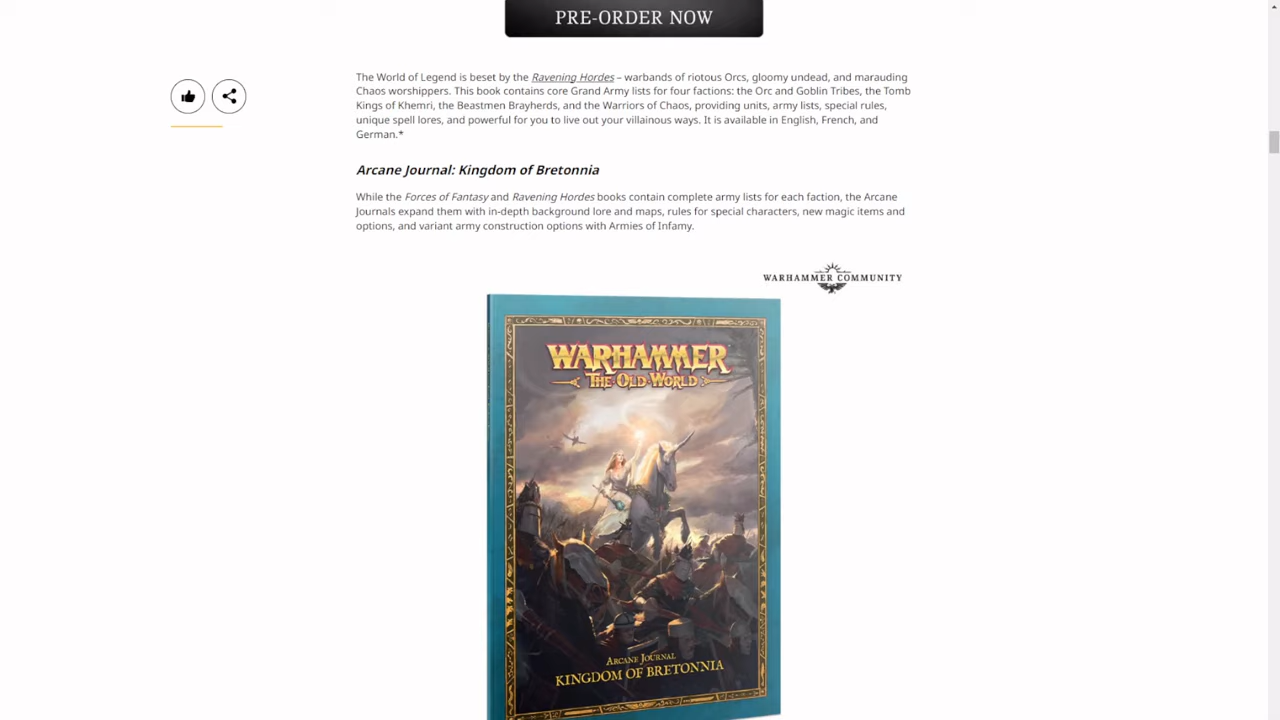 PRE-ORDER NOW
The World of Legend is beset by the Ravening Hordes – warbands of riotous Orcs, gloomy undead, and marauding
Chaos worshippers. This book contains core Grand Army lists for four factions: the Orc and Goblin Tribes, the Tomb
Kings of Khemri, the Beastmen Brayherds, and the Warriors of Chaos, providing units, army lists, special rules,
unique spell lores, and powerful for you to live out your villainous ways. It is available in English, French, and
German.*
Arcane Journal: Kingdom of Bretonnia
While the Forces of Fantasy and Ravening Hordes books contain complete army lists for each faction, the Arcane
Journals expand them with in-depth background lore and maps, rules for special characters, new magic items and
options, and variant army construction options with Armies of Infamy.
WARHAMMER COMMUNITY
WARHAMMER
THE OLD WORLD
ARCANE JOURNAL
KINGDOM OF BRETONNIA